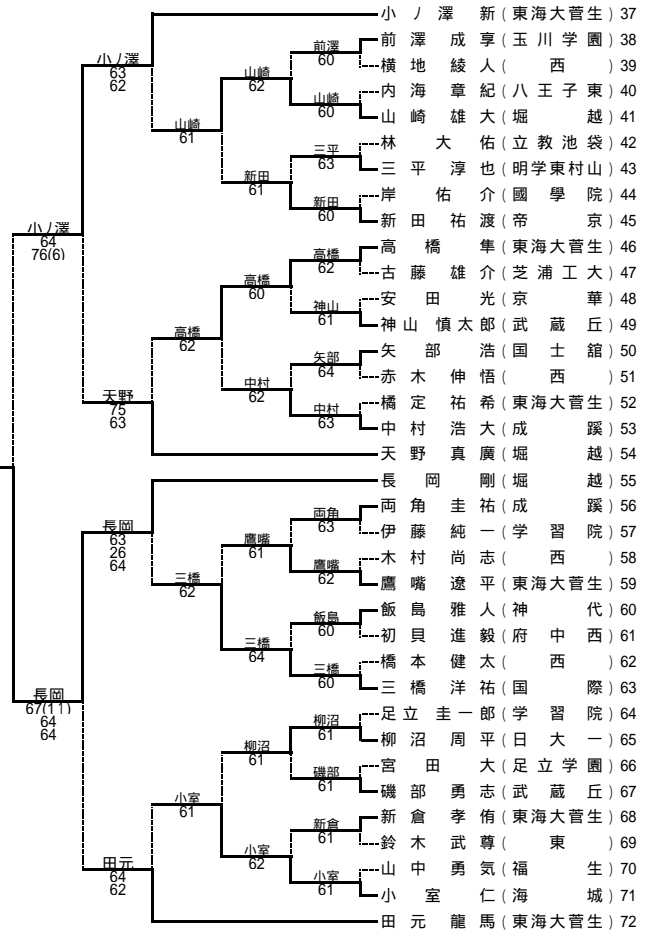 小ノ澤 新（東海大菅生）37
前澤 成享（玉川学園）38
横地 綾人（西）39
内海 章紀（八王子東）40
山崎 雄大（堀越）41
林 大佑（立教池袋）42
三平 淳也（明学東村山）43
岸 佑介（國學院）44
新田 祐渡（帝京）45
高橋 隼（東海大菅生）46
古藤 雄介（芝浦工大）47
安田 光（京華）48
神山 慎太郎（武蔵丘）49
矢部 浩（国士舘）50
赤木 伸悟（西）51
橘 定祐希（東海大菅生）52
中村 浩大（成蹊）53
天野 真廣（堀越）54
長岡 剛（堀越）55
両角 圭祐（成蹊）56
伊藤 純一（学習院）57
木村 尚志（西）58
鷹嘴 遼平（東海大菅生）59
飯島 雅人（神代）60
初貝 進毅（府中西）61
橋本 健太（西）62
三橋 洋祐（国際）63
足立 圭一郎（学習院）64
柳沼 周平（日大一）65
宮田 大（足立学園）66
磯部 勇志（武蔵丘）67
新倉 孝侑（東海大菅生）68
鈴木 武尊（東）69
山中 勇気（福生）70
小室 仁（海城）71
田元 龍馬（東海大菅生）72
前澤
60
山崎
60
三平
63
新田
60
高橋
62
神山
61
矢部
64
中村
63
両角
63
鷹嘴
62
飯島
60
三橋
60
柳沼
61
磯部
61
新倉
61
小室
61
山崎
62
新田
61
高橋
60
中村
62
鷹嘴
61
三橋
64
柳沼
61
小室
62
山崎
61
高橋
62
三橋
62
小室
61
小ノ澤
63
62
天野
75
63
長岡
63
26
64
田元
64
62
小ノ澤
64
76(6)
長岡
67(11)
64
64